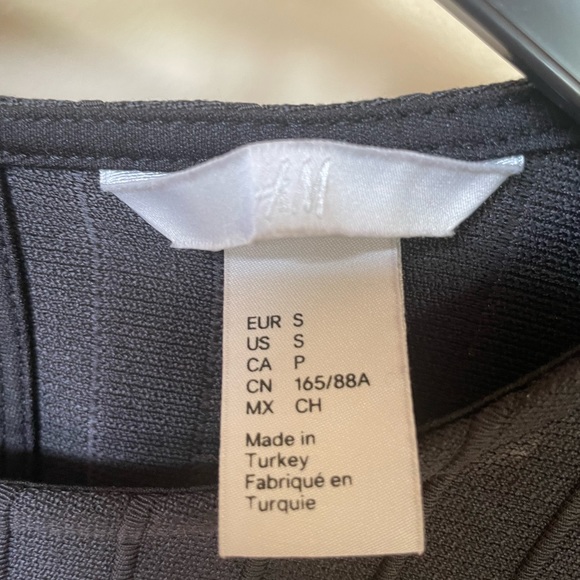 H&M
EUR S
US S
CA P
CN 165/88A
MX CH
Made in
Turkey
Fabriqué en
Turquie